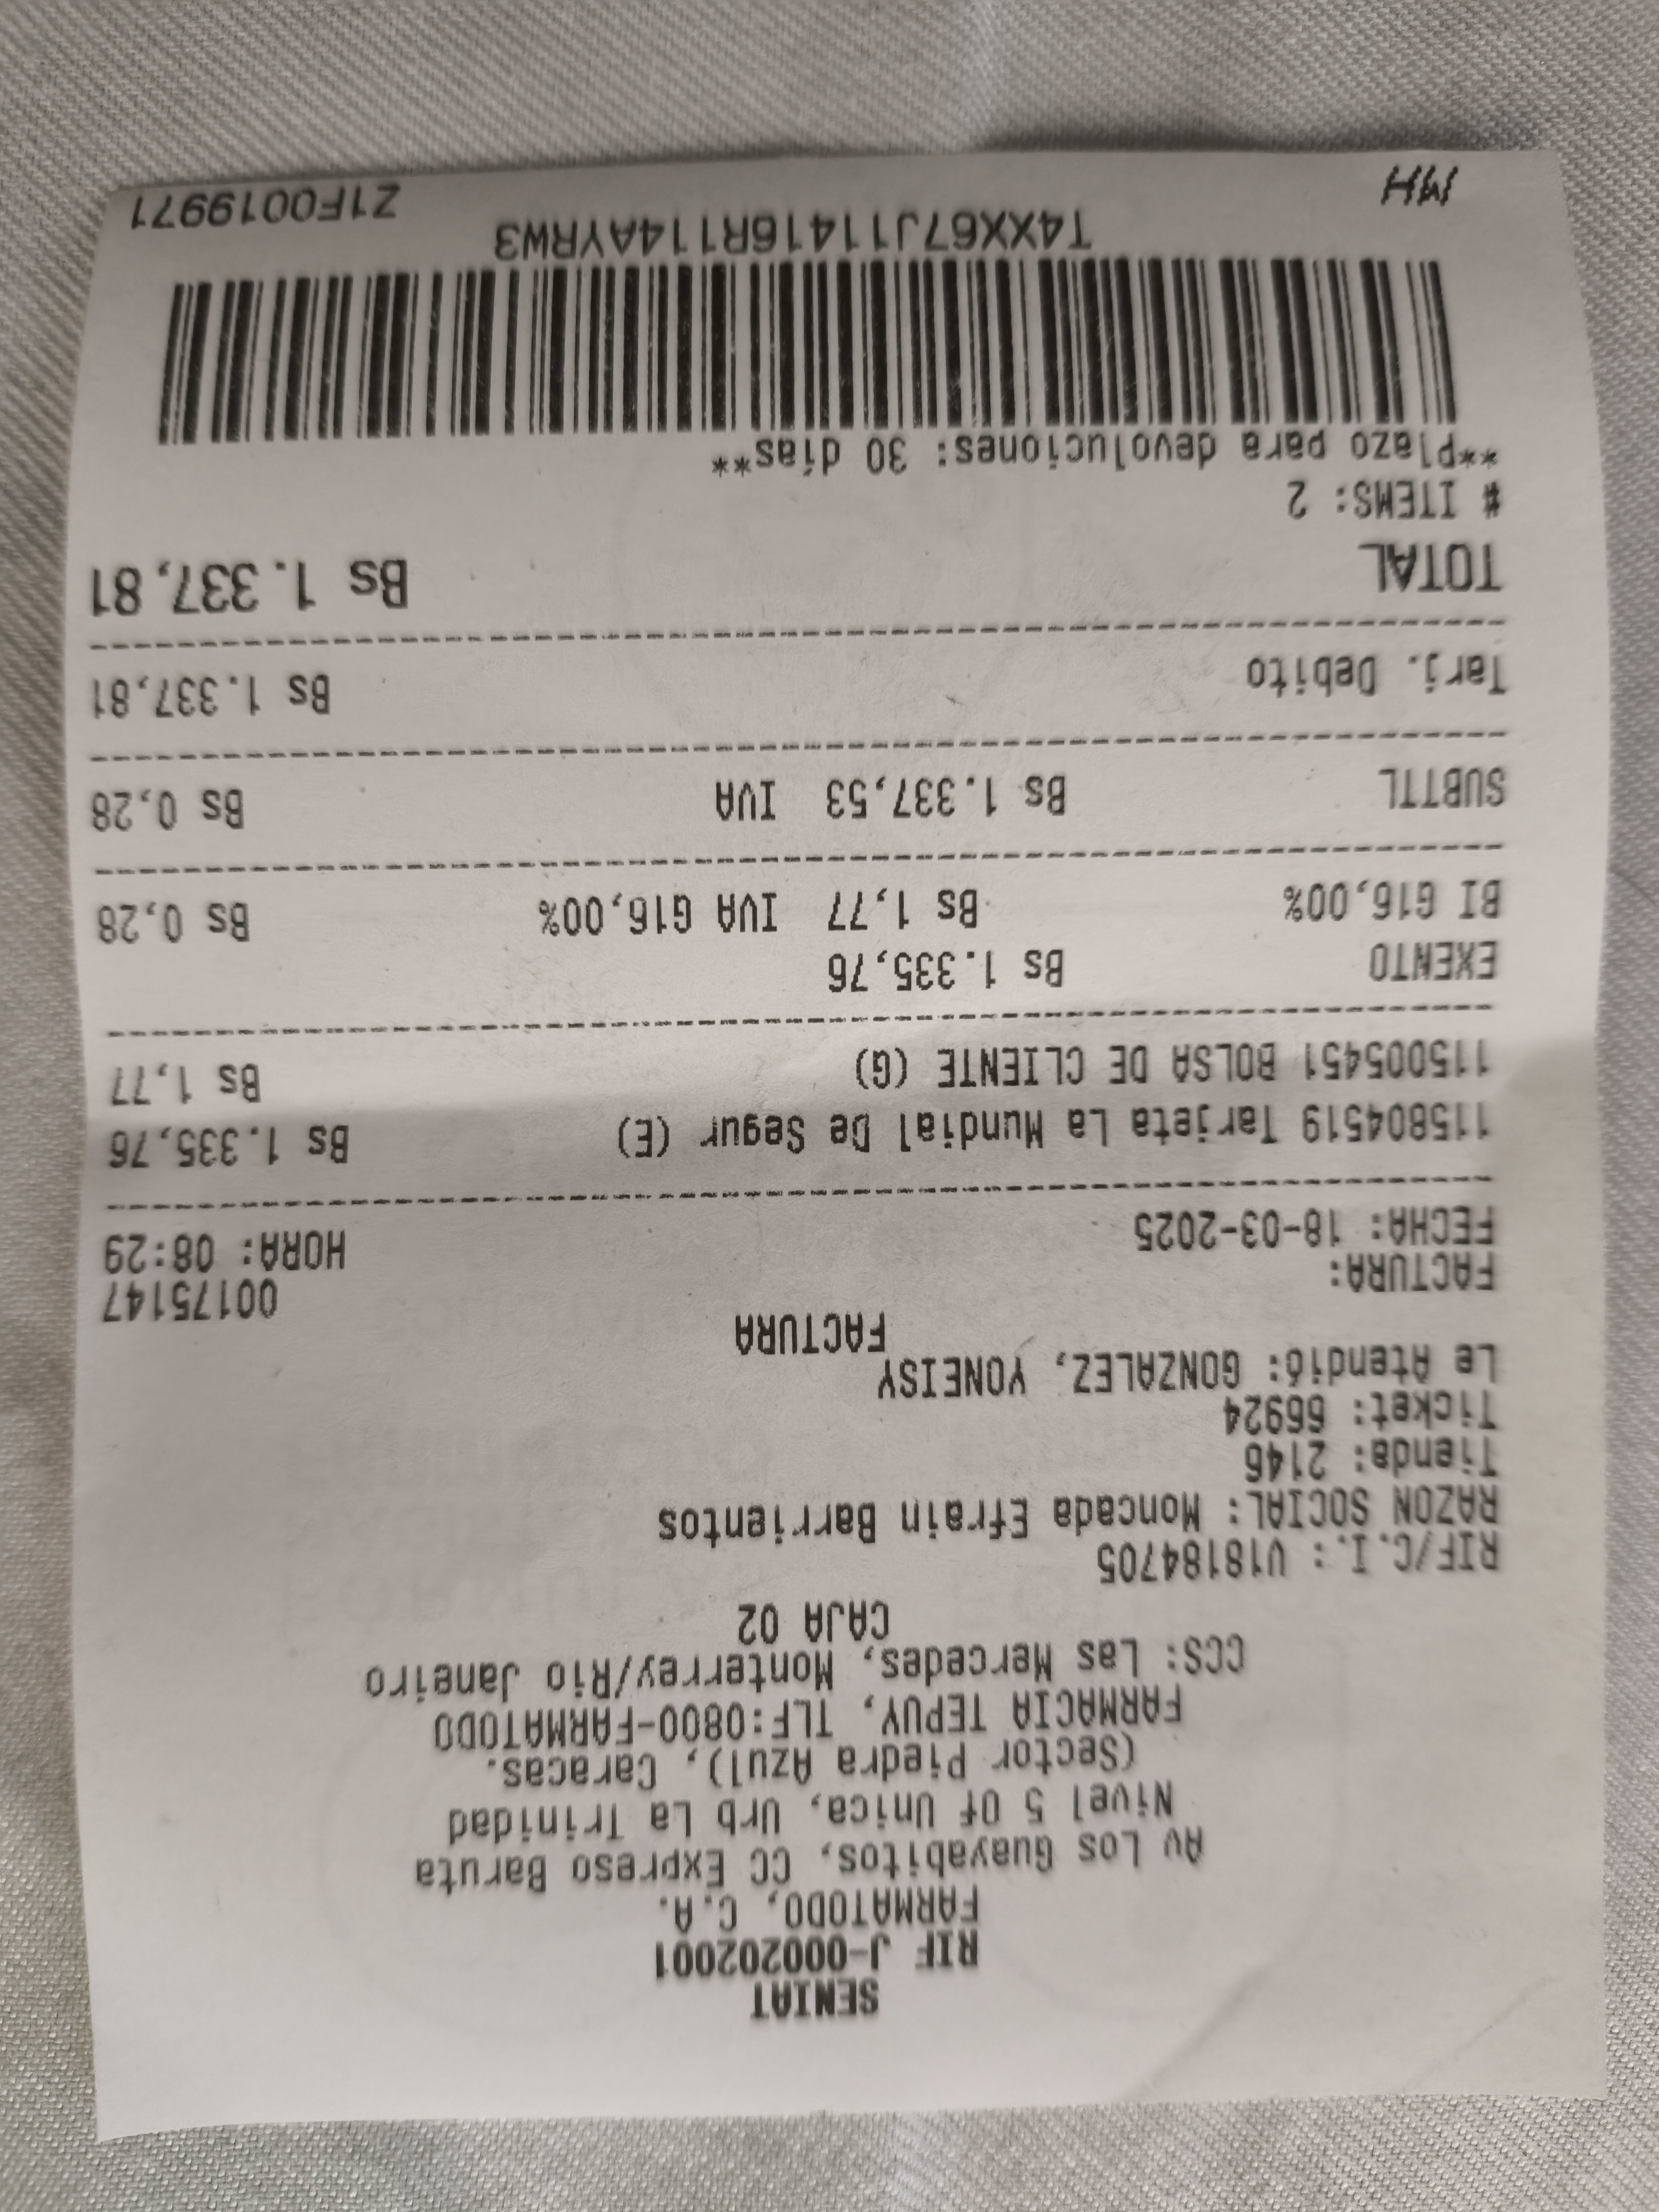 SENIAT
RIF J-000202001
FARMATODO, C.A.
Av Los Guayabitos, CC Expreso Baruta
Nivel 5 Of Unica, Urb La Trinidad
(Sector Piedra Azul), Caracas.
FARMACIA TEPUY, TLF:0800-FARMATODO
CCS: Las Mercedes, Monterrey/Rio Janeiro
CAJA 02
RIF/C.I.: V18184705
RAZON SOCIAL: Moncada Efrain Barrientos
Tienda: 2146
Ticket: 66924
Le Atendió: GONZALEZ, YONEISY
FACTURA
FACTURA: 00175147
FECHA: 18-03-2025 HORA: 08:29
115804519 Tarjeta La Mundial De Segur (E) Bs 1.335,76
115005451 BOLSA DE CLIENTE (G) Bs 1,77
EXENTO Bs 1.335,76
BI G16,00% Bs 1,77 IVA G16,00% Bs 0,28
SUBTTL Bs 1.337,53 IVA Bs 0,28
Tarj. Debito Bs 1.337,81
TOTAL Bs 1.337,81
# ITEMS: 2
**Plazo para devoluciones: 30 días**
T4XX67J11416R114AYRW3
MH Z1F0019971